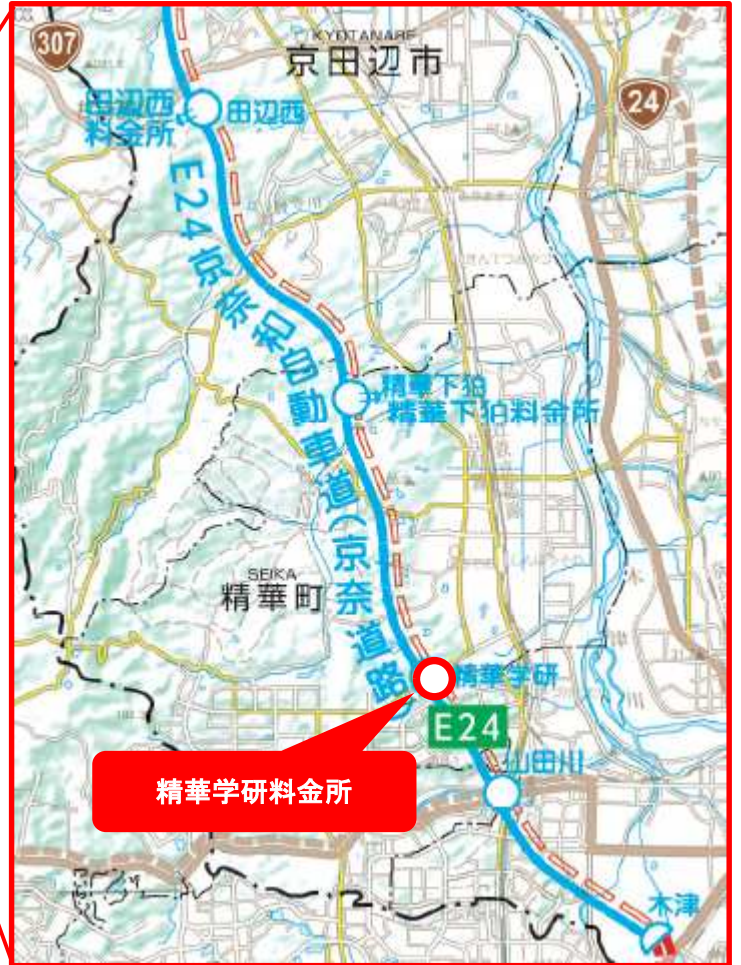 307
KYOTANABE
京田辺市
24
田辺西
料金所
田辺西
E24京奈和自動車道(京奈道路)
精華下狛
精華下狛料金所
SEIKA
精華町
精華学研
E24
精華学研料金所
山田川
木津
木
津
川